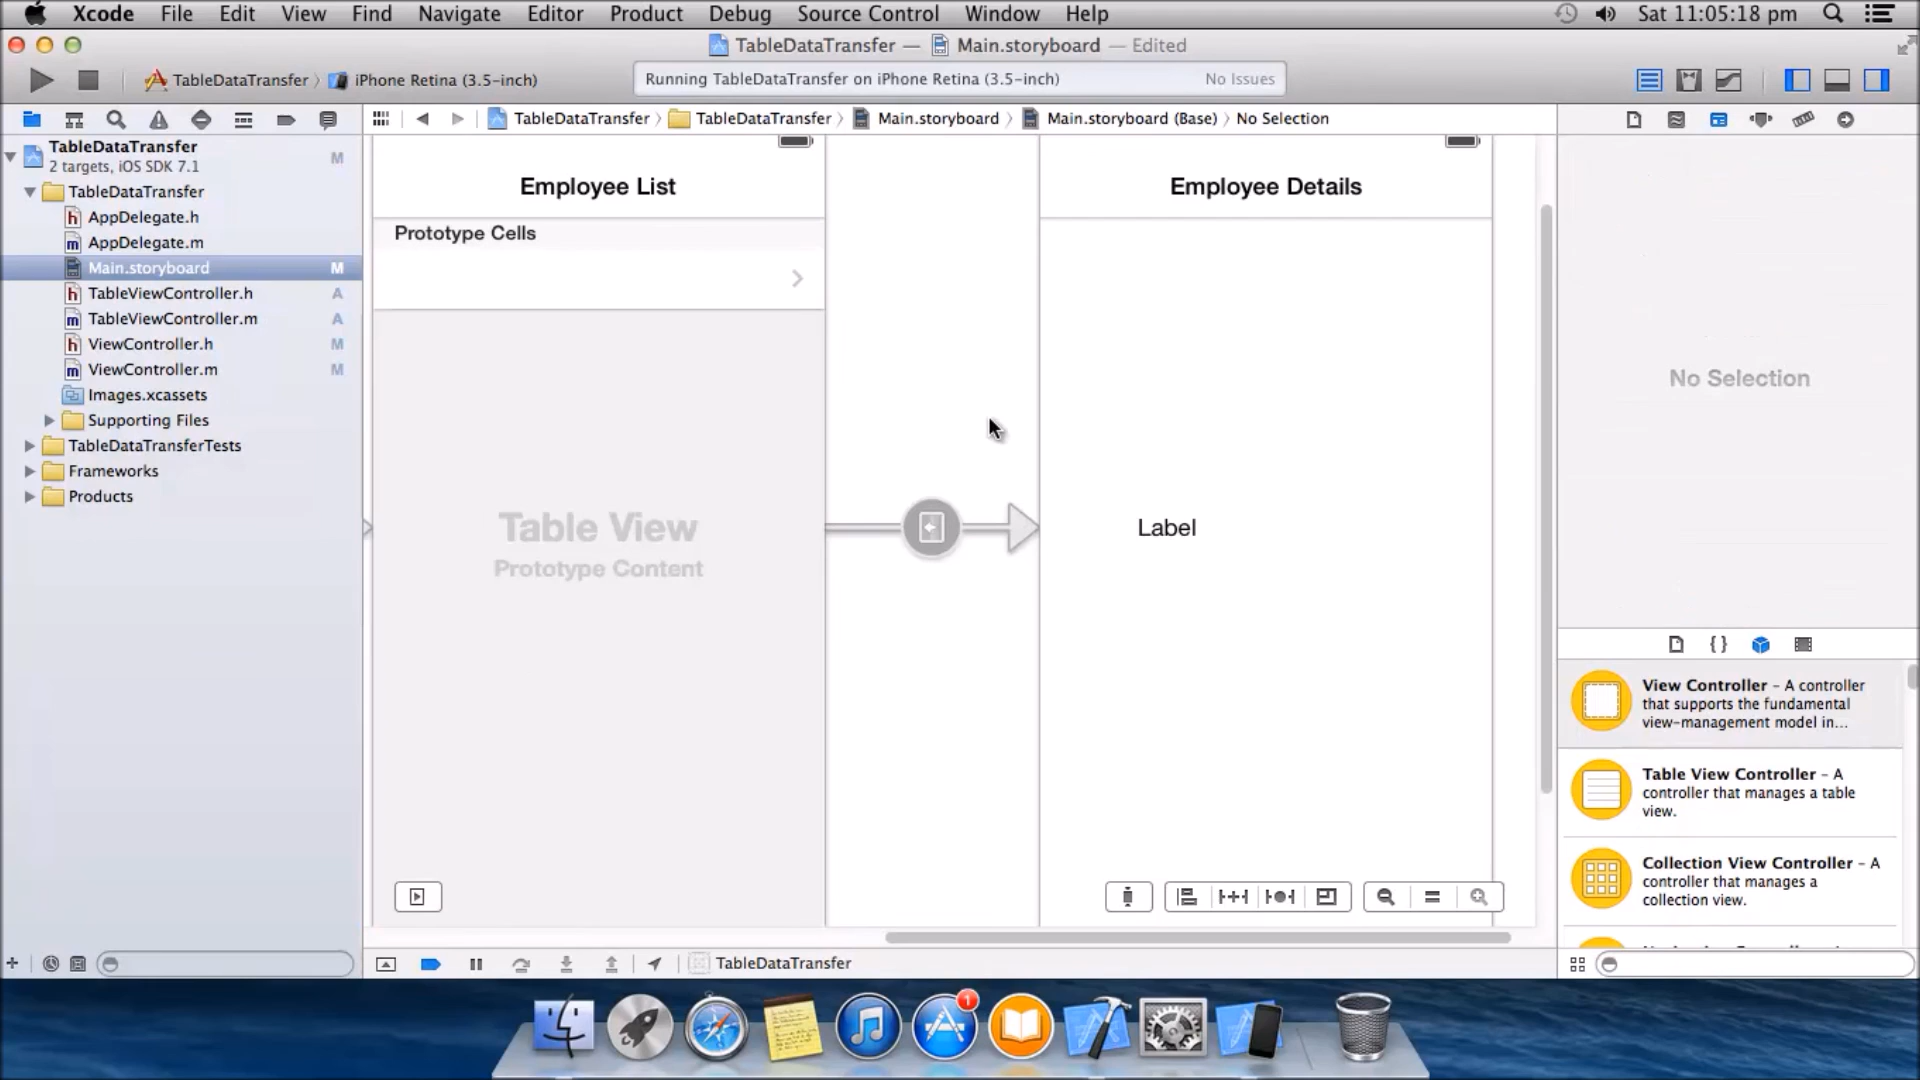 Xcode File Edit View Find Navigate Editor Product Debug Source Control Window Help Sat 11:05:18 pm
TableDataTransfer — Main.storyboard — Edited
TableDataTransfer iPhone Retina (3.5-inch) Running TableDataTransfer on iPhone Retina (3.5-inch) No Issues
TableDataTransfer TableDataTransfer Main.storyboard Main.storyboard (Base) No Selection
TableDataTransfer M
2 targets, iOS SDK 7.1
TableDataTransfer
AppDelegate.h
AppDelegate.m
Main.storyboard M
TableViewController.h A
TableViewController.m A
ViewController.h M
ViewController.m M
Images.xcassets
Supporting Files
TableDataTransferTests
Frameworks
Products
Employee List
Prototype Cells
Table View
Prototype Content
Employee Details
Label
No Selection
View Controller – A controller
that supports the fundamental
view-management model in...
Table View Controller – A
controller that manages a table
view.
Collection View Controller – A
controller that manages a
collection view.
TableDataTransfer
1